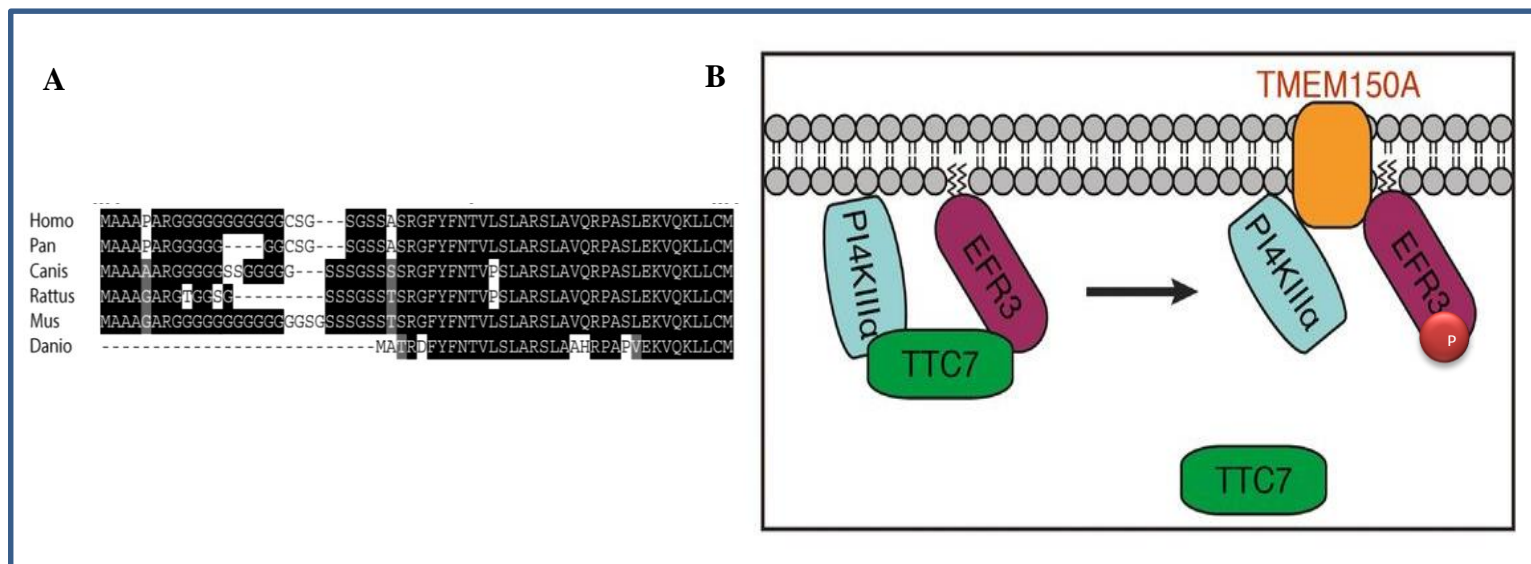 A
B
Homo MAAAPARGGGGGGGGGGGCSG---SGSSASRGFYFNTVLSLARSLAVQRPASLEKVQKLLCM
Pan MAAAPARGGGGG----GGCSG---SGSSASRGFYFNTVLSLARSLAVQRPASLEKVQKLLCM
Canis MAAAAARGGGGGSSGGGGG---SSSGSSSSRGFYFNTVPSLARSLAVQRPASLEKVQKLLCM
Rattus MAAAGARGTGGSG---------SSSGSSTSRGFYFNTVPSLARSLAVQRPASLEKVQKLLCM
Mus MAAAGARGGGGGGGGGGGGGSGSSSGSSTSRGFYFNTVLSLARSLAVQRPASLEKVQKLLCM
Danio ---------------------------MATRDFYFNTVLSLARSLAAHRPAPVEKVQKLLCM
TMEM150A
PI4KIIIα
EFR3
TTC7
PI4KIIIα
EFR3
P
TTC7